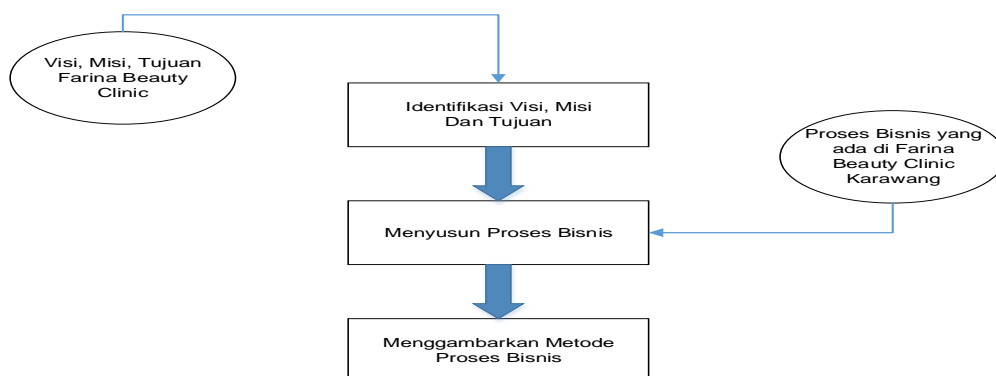 Visi, Misi, Tujuan
Farina Beauty
Clinic
Identifikasi Visi, Misi
Dan Tujuan
Proses Bisnis yang
ada di Farina
Beauty Clinic
Karawang
Menyusun Proses Bisnis
Menggambarkan Metode
Proses Bisnis